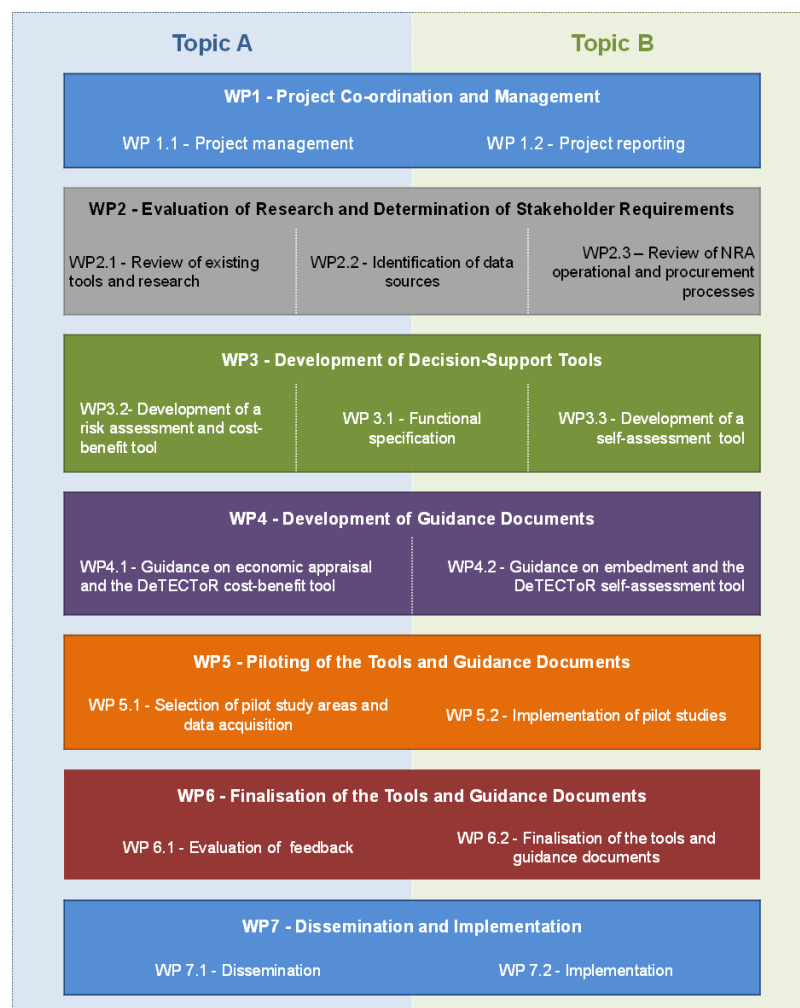 Topic A
Topic B
WP1 - Project Co-ordination and Management
WP 1.1 - Project management
WP 1.2 - Project reporting
WP2 - Evaluation of Research and Determination of Stakeholder Requirements
WP2.1 - Review of existing
tools and research
WP2.2 - Identification of data
sources
WP2.3 – Review of NRA
operational and procurement
processes
WP3 - Development of Decision-Support Tools
WP3.2- Development of a
risk assessment and cost-
benefit tool
WP 3.1 - Functional
specification
WP3.3 - Development of a
self-assessment tool
WP4 - Development of Guidance Documents
WP4.1 - Guidance on economic appraisal
and the DeTECToR cost-benefit tool
WP4.2 - Guidance on embedment and the
DeTECToR self-assessment tool
WP5 - Piloting of the Tools and Guidance Documents
WP 5.1 - Selection of pilot study areas and
data acquisition
WP 5.2 - Implementation of pilot studies
WP6 - Finalisation of the Tools and Guidance Documents
WP 6.1 - Evaluation of feedback
WP 6.2 - Finalisation of the tools and
guidance documents
WP7 - Dissemination and Implementation
WP 7.1 - Dissemination
WP 7.2 - Implementation